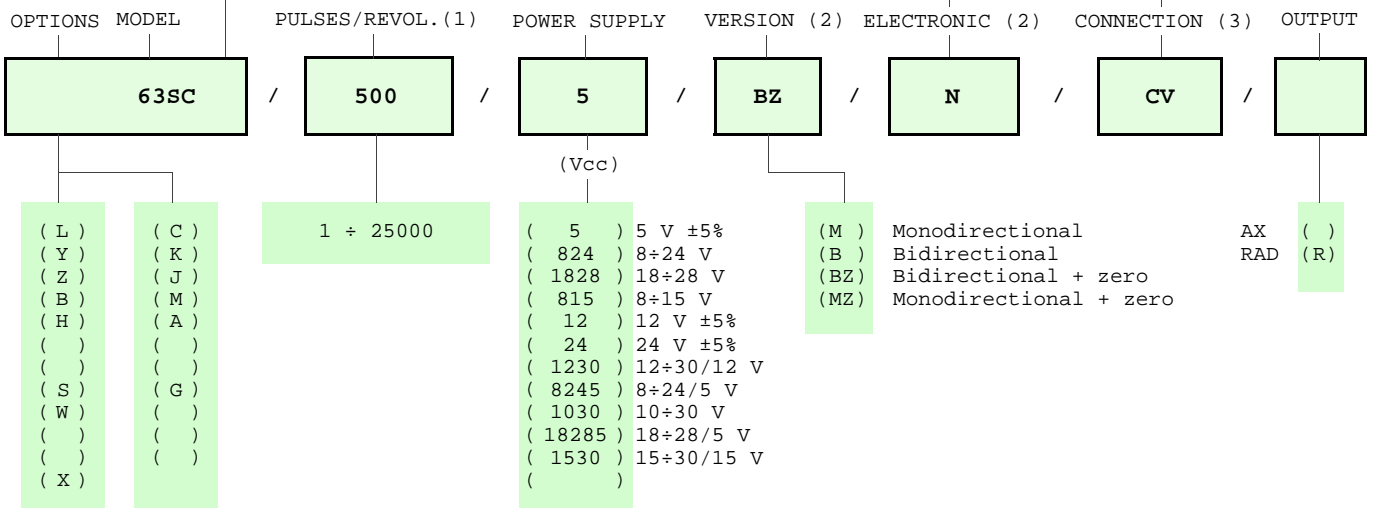 OPTIONS MODEL PULSES/REVOL.(1) POWER SUPPLY VERSION (2) ELECTRONIC (2) CONNECTION (3) OUTPUT
63SC / 500 / 5 / BZ / N / CV /
(Vcc)
(L) (C) 1 ÷ 25000 ( 5 ) 5 V ±5% (M ) Monodirectional AX ( )
(Y) (K) ( 824 ) 8÷24 V (B ) Bidirectional RAD (R)
(Z) (J) ( 1828 ) 18÷28 V (BZ) Bidirectional + zero
(B) (M) ( 815 ) 8÷15 V (MZ) Monodirectional + zero
(H) (A) ( 12 ) 12 V ±5%
( ) ( ) ( 24 ) 24 V ±5%
( ) ( ) ( 1230 ) 12÷30/12 V
(S) (G) ( 8245 ) 8÷24/5 V
(W) ( ) ( 1030 ) 10÷30 V
( ) ( ) ( 18285 ) 18÷28/5 V
( ) ( ) ( 1530 ) 15÷30/15 V
(X) ( )